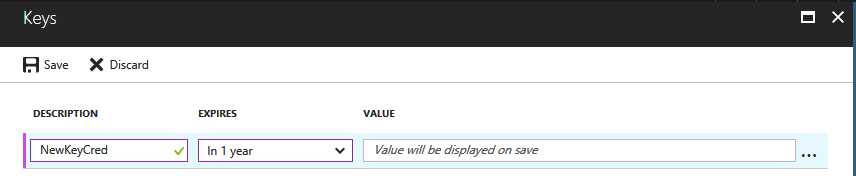 Keys
Save Discard
DESCRIPTION EXPIRES VALUE
NewKeyCred In 1 year Value will be displayed on save ...